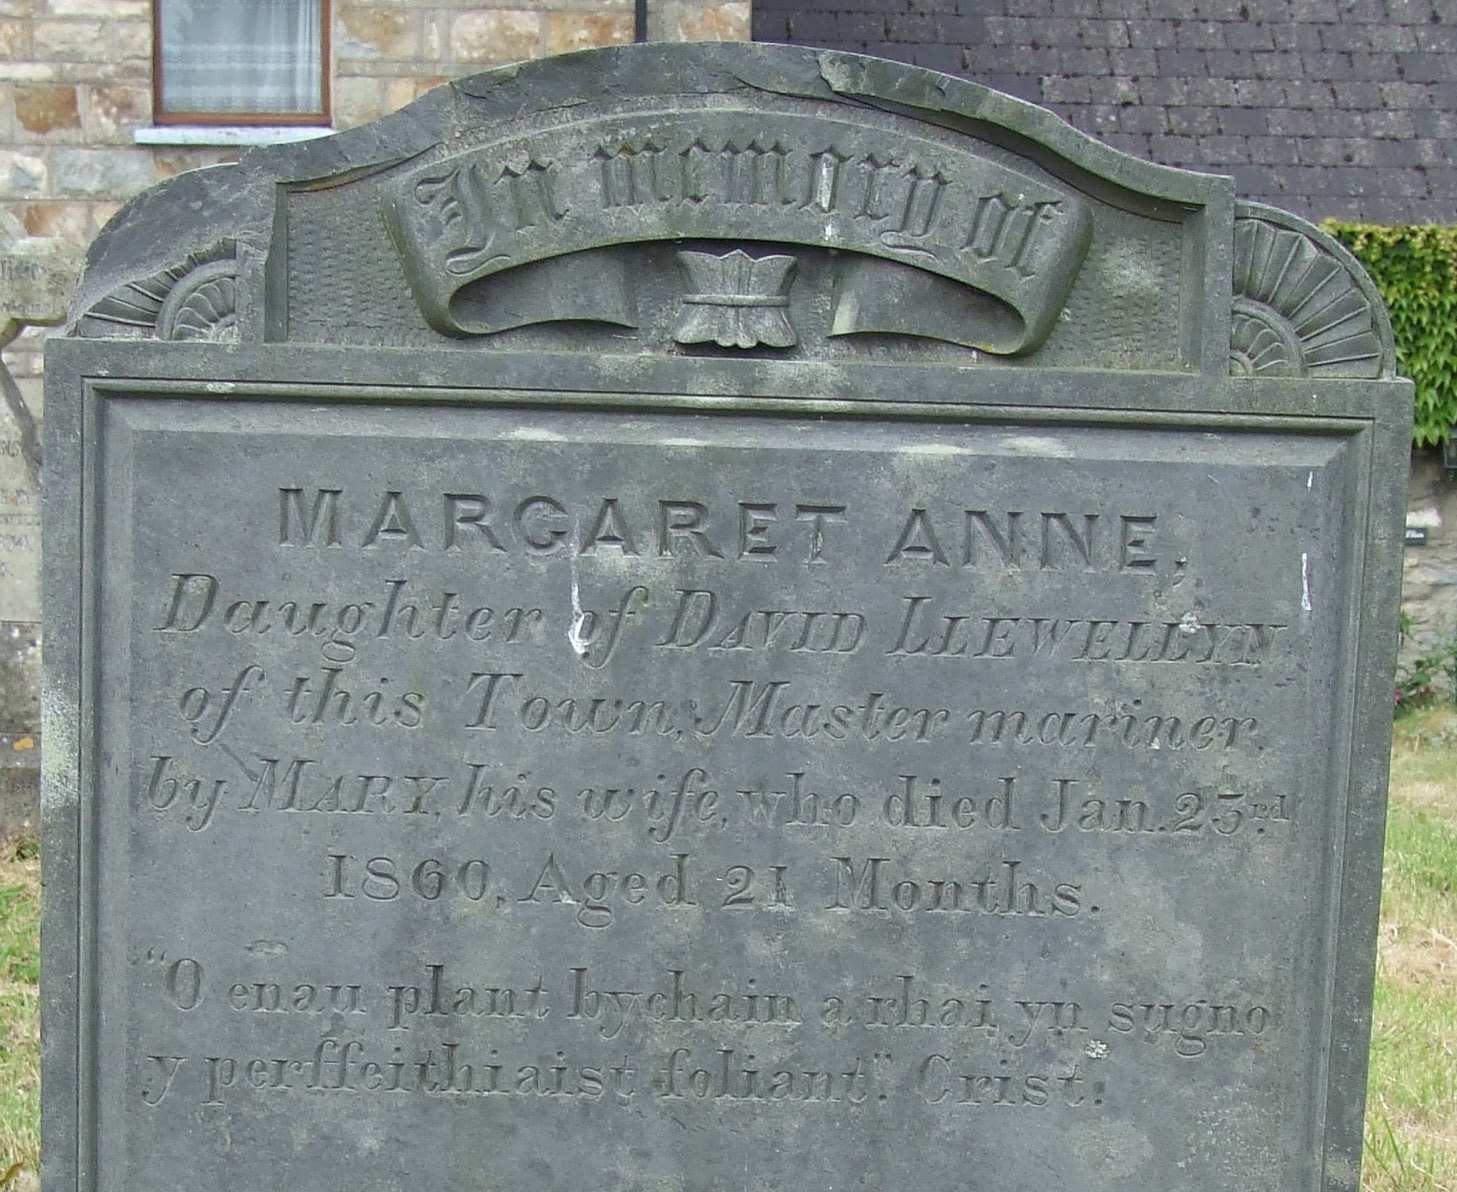 In memory of
MARGARET ANNE,
Daughter of DAVID LLEWELLYN
of this Town, Master mariner,
by MARY, his wife, who died Jan. 23rd
1860, Aged 21 Months.
"O enau plant bychain a rhai yn sugno
y perffeithiaist foliant." Crist.